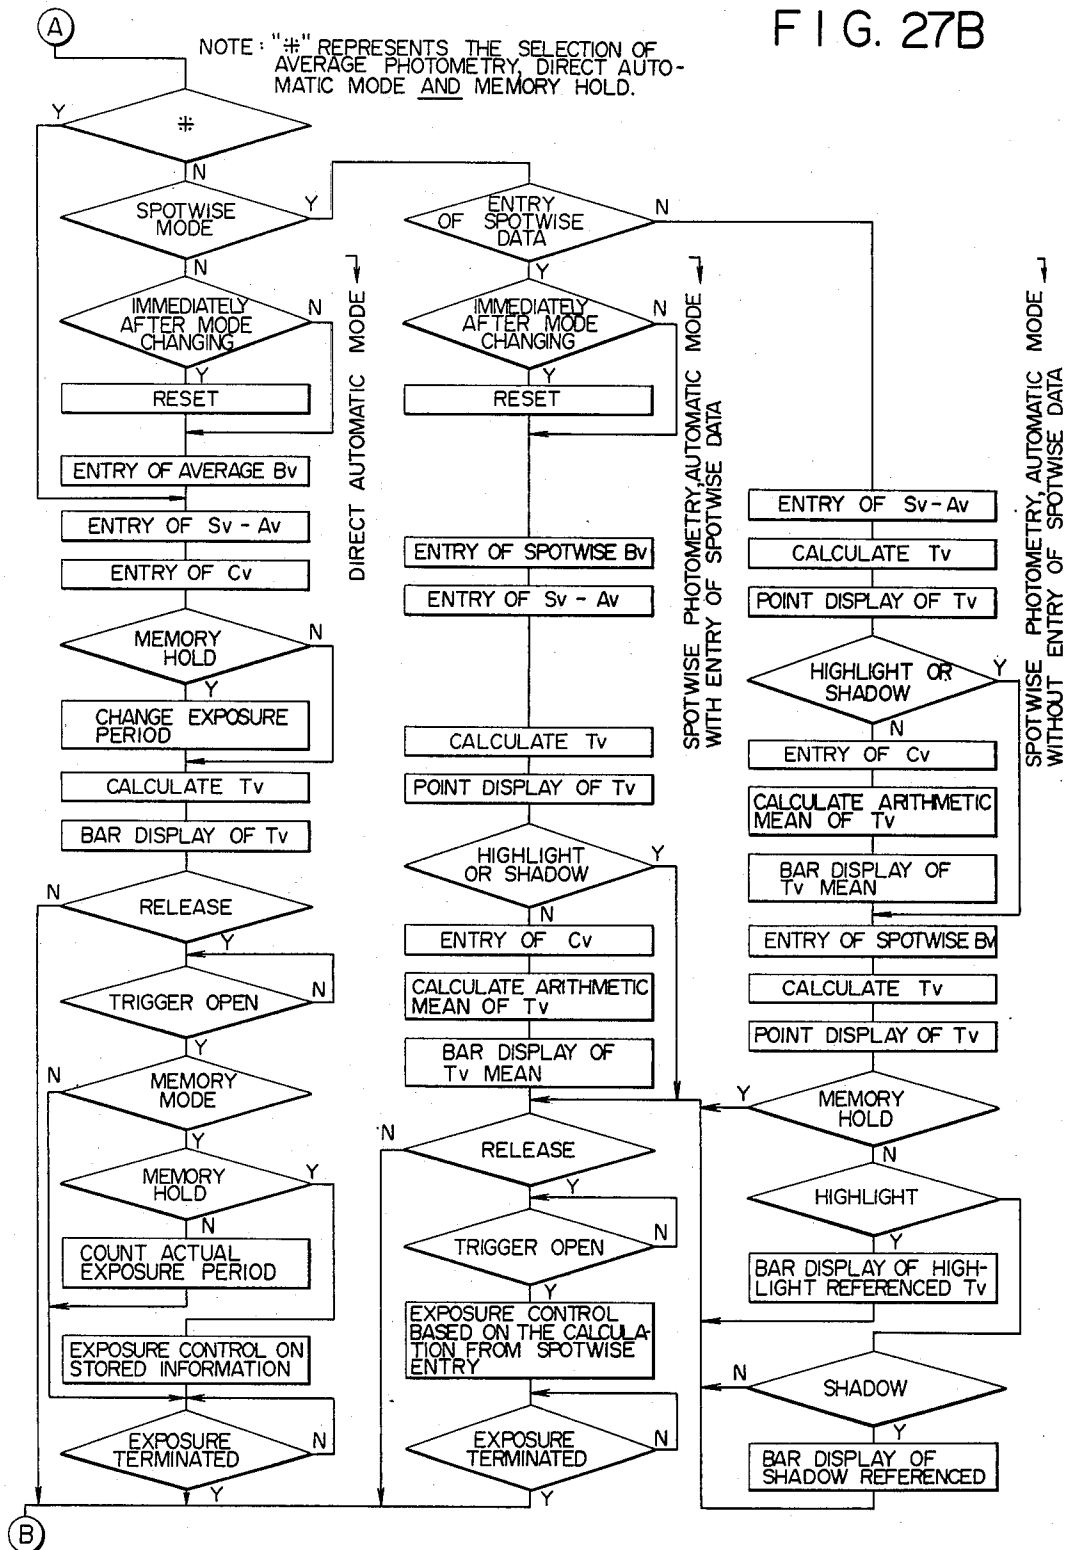 FIG. 27B
A
NOTE: "⁜" REPRESENTS THE SELECTION OF
AVERAGE PHOTOMETRY, DIRECT AUTO-
MATIC MODE AND MEMORY HOLD.
Y
⁜
N
SPOTWISE
MODE
Y
N
IMMEDIATELY
AFTER MODE
CHANGING
N
Y
RESET
ENTRY OF AVERAGE Bv
ENTRY OF Sv - Av
ENTRY OF Cv
MEMORY
HOLD
N
Y
CHANGE EXPOSURE
PERIOD
CALCULATE Tv
BAR DISPLAY OF Tv
N
RELEASE
Y
TRIGGER OPEN
N
Y
N
MEMORY
MODE
Y
MEMORY
HOLD
Y
N
COUNT ACTUAL
EXPOSURE PERIOD
EXPOSURE CONTROL ON
STORED INFORMATION
EXPOSURE
TERMINATED
N
Y
B
DIRECT AUTOMATIC MODE
ENTRY
OF SPOTWISE
DATA
N
Y
IMMEDIATELY
AFTER MODE
CHANGING
N
Y
RESET
ENTRY OF SPOTWISE Bv
ENTRY OF Sv - Av
CALCULATE Tv
POINT DISPLAY OF Tv
HIGHLIGHT
OR SHADOW
Y
N
ENTRY OF Cv
CALCULATE ARITHMETIC
MEAN OF Tv
BAR DISPLAY OF
Tv MEAN
N
RELEASE
Y
TRIGGER OPEN
N
Y
EXPOSURE CONTROL
BASED ON THE CALCULA-
TION FROM SPOTWISE
ENTRY
EXPOSURE
TERMINATED
N
Y
SPOTWISE PHOTOMETRY, AUTOMATIC MODE
WITH ENTRY OF SPOTWISE DATA
ENTRY OF Sv - Av
CALCULATE Tv
POINT DISPLAY OF Tv
HIGHLIGHT OR
SHADOW
Y
N
ENTRY OF Cv
CALCULATE ARITHMETIC
MEAN OF Tv
BAR DISPLAY OF
Tv MEAN
ENTRY OF SPOTWISE Bv
CALCULATE Tv
POINT DISPLAY OF Tv
Y
MEMORY
HOLD
N
HIGHLIGHT
Y
BAR DISPLAY OF HIGH-
LIGHT REFERENCED Tv
N
SHADOW
Y
BAR DISPLAY OF
SHADOW REFERENCED
SPOTWISE PHOTOMETRY, AUTOMATIC MODE
WITHOUT ENTRY OF SPOTWISE DATA